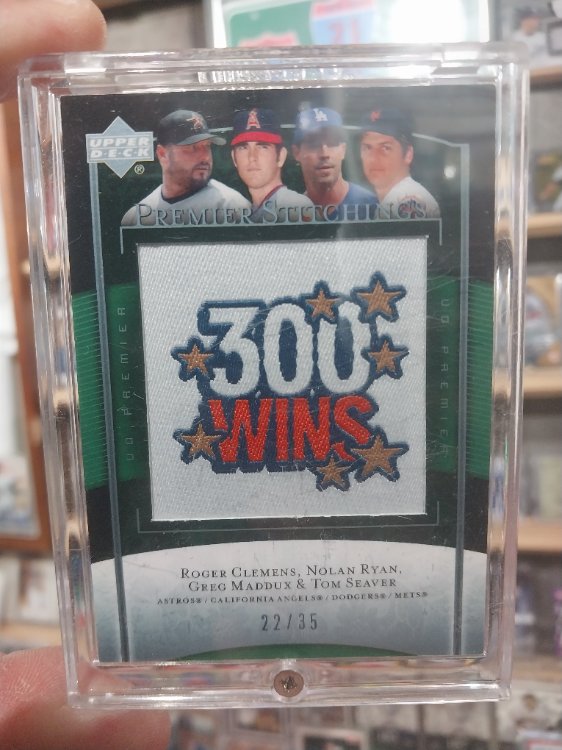 UPPER
DECK
®
PREMIER STITCHINGS
UD PREMIER
UD PREMIER
300
WINS
ROGER CLEMENS, NOLAN RYAN,
GREG MADDUX & TOM SEAVER
ASTROS® / CALIFORNIA ANGELS® / DODGERS® / METS®
22/35